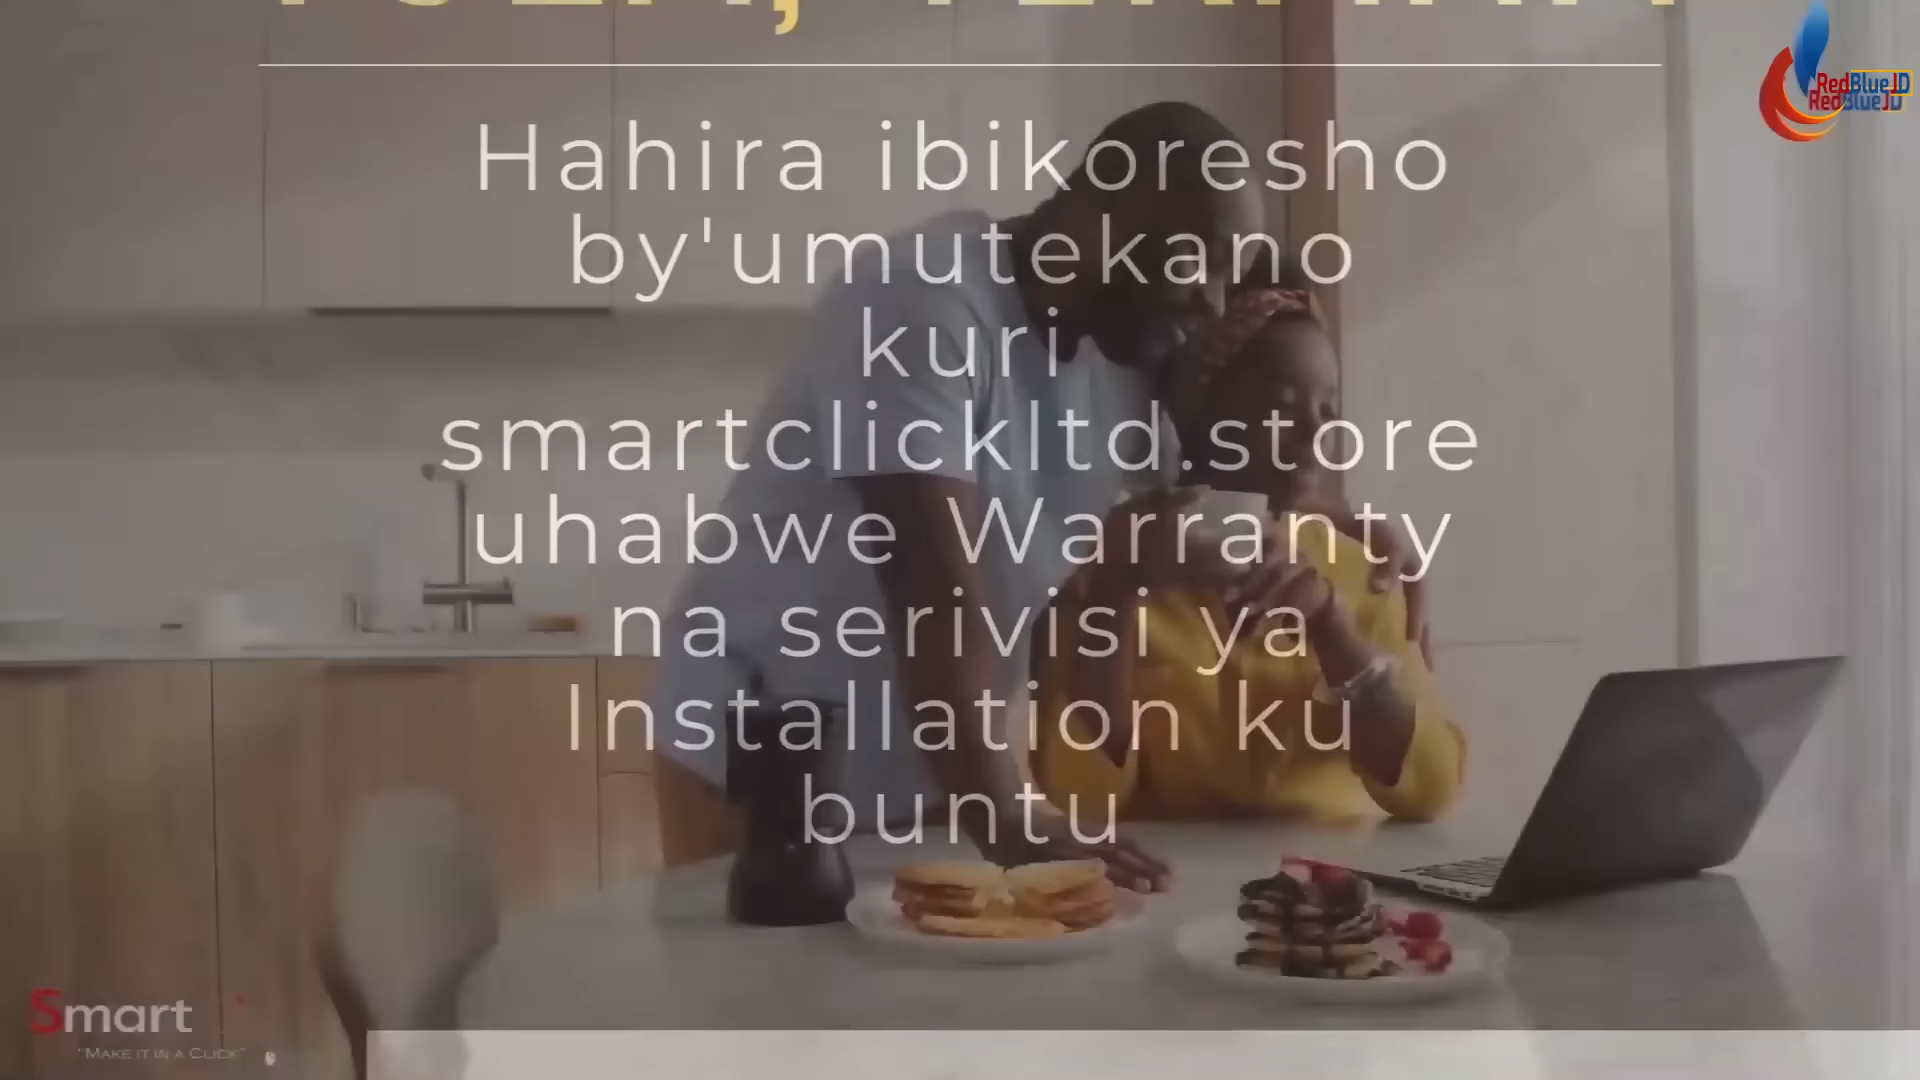 Hahira ibikoresho
by'umutekano
kuri
smartclickltd.store
uhabwe Warranty
na serivisi ya
Installation ku
buntu
RedBlueJD
RedBlueJD
Smart
"Make it in a Click"